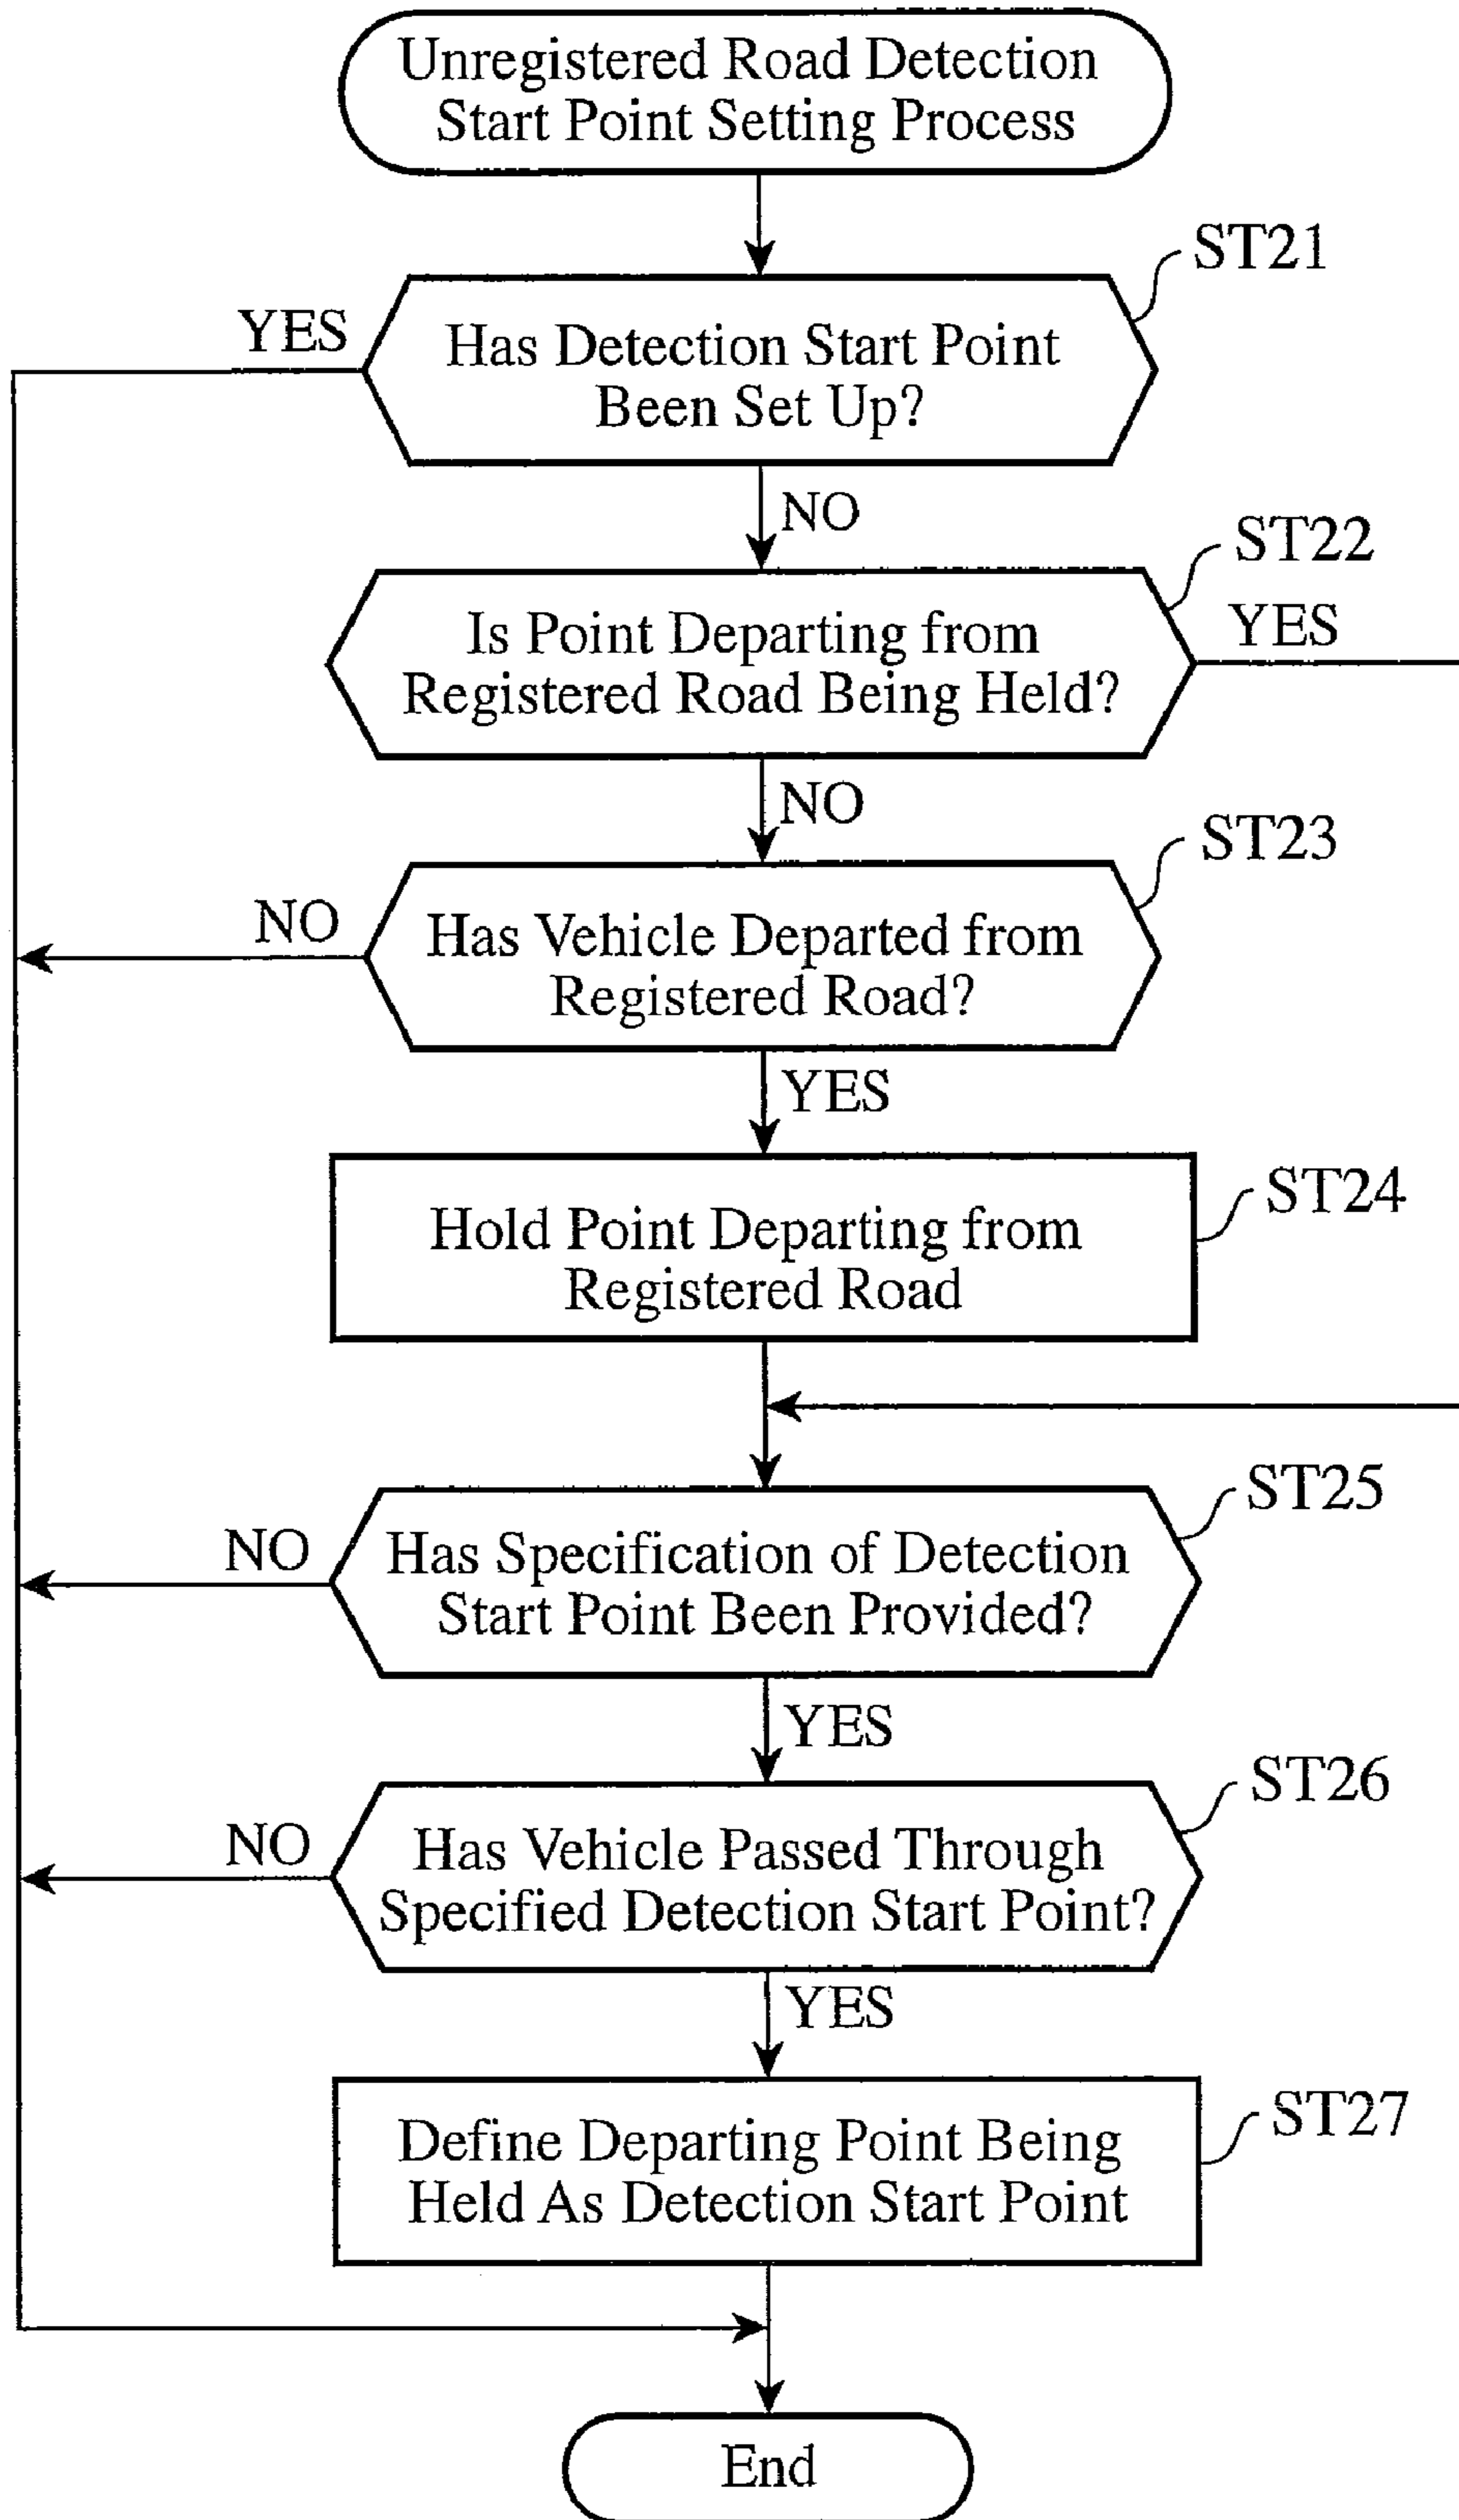 Unregistered Road Detection
Start Point Setting Process
ST21
YES
Has Detection Start Point
Been Set Up?
NO
ST22
YES
Is Point Departing from
Registered Road Being Held?
NO
ST23
NO
Has Vehicle Departed from
Registered Road?
YES
ST24
Hold Point Departing from
Registered Road
ST25
NO
Has Specification of Detection
Start Point Been Provided?
YES
ST26
NO
Has Vehicle Passed Through
Specified Detection Start Point?
YES
ST27
Define Departing Point Being
Held As Detection Start Point
End